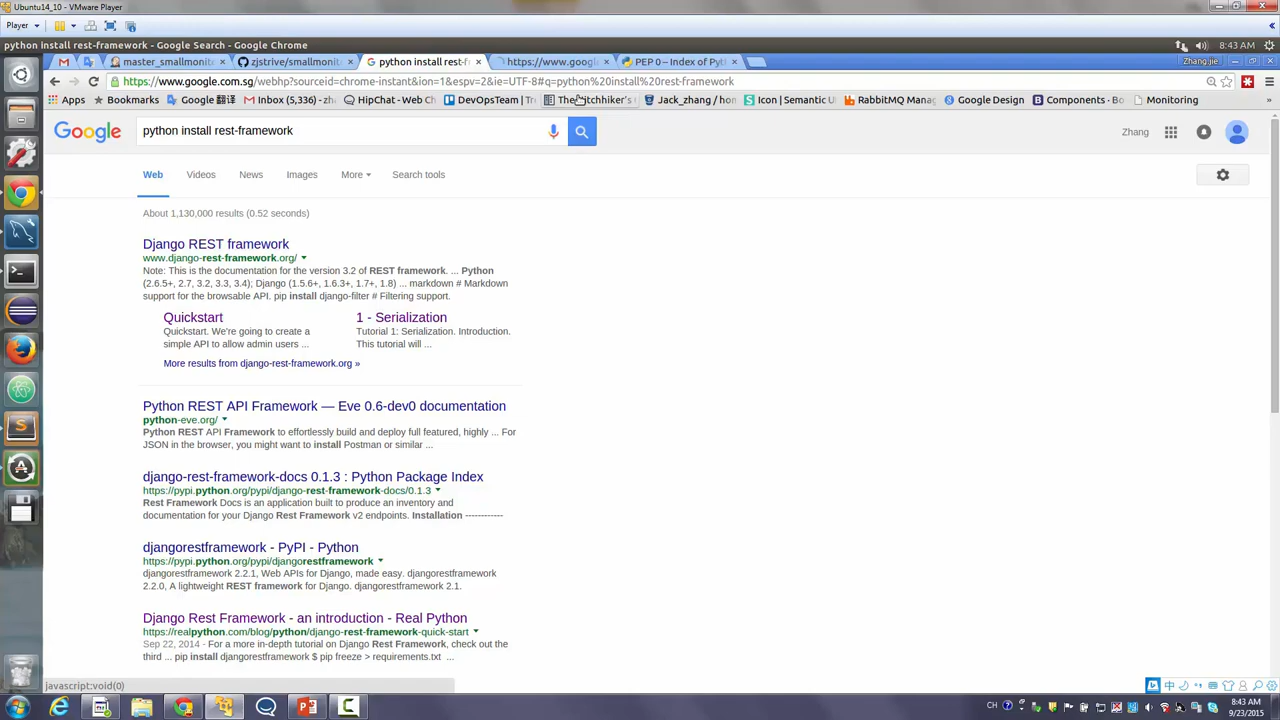 Ubuntu14_10 - VMware Player
Player
python install rest-framework - Google Search - Google Chrome
8:43 AM
master_smallmonit
zjstrive/smallmonito
python install rest-fr
https://www.google
PEP 0 – Index of Pyt
Zhang jie
https://www.google.com.sg/webhp?sourceid=chrome-instant&ion=1&espv=2&ie=UTF-8#q=python%20install%20rest-framework
Apps
Bookmarks
Google 翻譯
Inbox (5,336) - zh
HipChat - Web C
DevOpsTeam | Tr
Jack_zhang / ho
Icon | Semantic U
RabbitMQ Manag
Google Design
Components · Bo
Monitoring
»
Google
python install rest-framework
Zhang
Web
Videos
News
Images
More
Search tools
About 1,130,000 results (0.52 seconds)
Django REST framework
www.django-rest-framework.org/
Note: This is the documentation for the version 3.2 of REST framework. ... Python
(2.6.5+, 2.7, 3.2, 3.3, 3.4); Django (1.5.6+, 1.6.3+, 1.7+, 1.8) ... markdown # Markdown
support for the browsable API. pip install django-filter # Filtering support.
Quickstart
1 - Serialization
Quickstart. We're going to create a
simple API to allow admin users ...
Tutorial 1: Serialization. Introduction.
This tutorial will ...
More results from django-rest-framework.org »
Python REST API Framework — Eve 0.6-dev0 documentation
python-eve.org/
Python REST API Framework to effortlessly build and deploy full featured, highly ... For
JSON in the browser, you might want to install Postman or similar ...
django-rest-framework-docs 0.1.3 : Python Package Index
https://pypi.python.org/pypi/django-rest-framework-docs/0.1.3
Rest Framework Docs is an application built to produce an inventory and
documentation for your Django Rest Framework v2 endpoints. Installation ------------
djangorestframework - PyPI - Python
https://pypi.python.org/pypi/djangorestframework
djangorestframework 2.2.1, Web APIs for Django, made easy. djangorestframework
2.2.0, A lightweight REST framework for Django. djangorestframework 2.1.
Django Rest Framework - an introduction - Real Python
https://realpython.com/blog/python/django-rest-framework-quick-start
Sep 22, 2014 - For a more in-depth tutorial on Django Rest Framework, check out the
third ... pip install djangorestframework $ pip freeze > requirements.txt ...
javascript:void(0)
中
CH
8:43 AM
9/23/2015